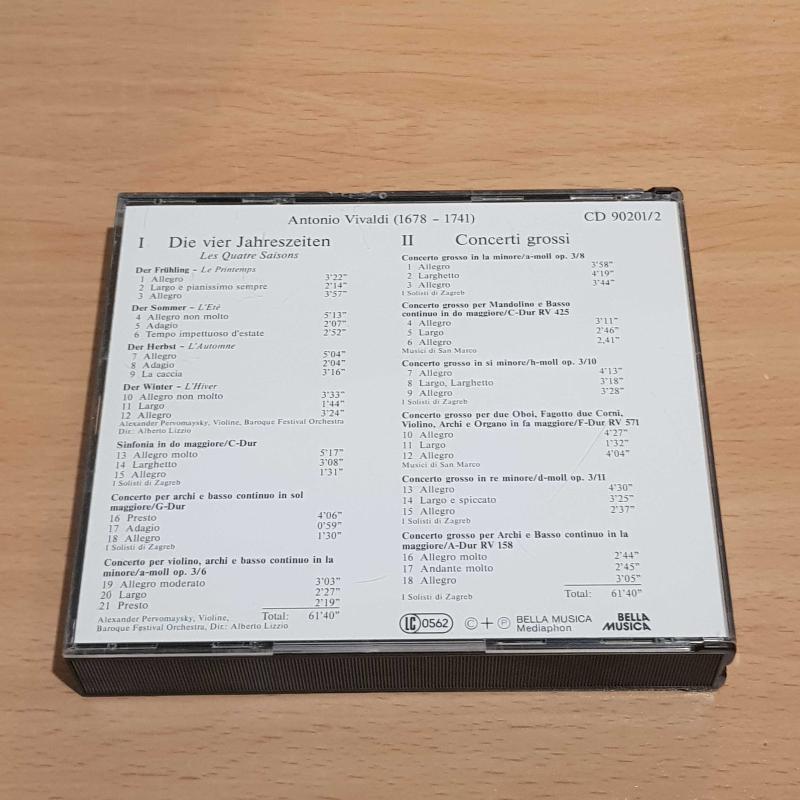 Antonio Vivaldi (1678 – 1741)
CD 90201/2
I Die vier Jahreszeiten
Les Quatre Saisons
Der Frühling – Le Printemps
1 Allegro 3'22"
2 Largo e pianissimo sempre 2'14"
3 Allegro 3'57"
Der Sommer – L'Eté
4 Allegro non molto 5'13"
5 Adagio 2'07"
6 Tempo impettuoso d'estate 2'52"
Der Herbst – L'Automne
7 Allegro 5'04"
8 Adagio 2'04"
9 La caccia 3'16"
Der Winter – L'Hiver
10 Allegro non molto 3'33"
11 Largo 1'44"
12 Allegro 3'24"
Alexander Pervomaysky, Violine, Baroque Festival Orchestra
Dir.: Alberto Lizzio
Sinfonia in do maggiore/C-Dur
13 Allegro molto 5'17"
14 Larghetto 3'08"
15 Allegro 1'31"
I Solisti di Zagreb
Concerto per archi e basso continuo in sol
maggiore/G-Dur
16 Presto 4'06"
17 Adagio 0'59"
18 Allegro 1'30"
I Solisti di Zagreb
Concerto per violino, archi e basso continuo in la
minore/a-moll op. 3/6
19 Allegro moderato 3'03"
20 Largo 2'27"
21 Presto 2'19"
Total: 61'40"
Alexander Pervomaysky, Violine,
Baroque Festival Orchestra, Dir.: Alberto Lizzio
II Concerti grossi
Concerto grosso in la minore/a-moll op. 3/8
1 Allegro 3'58"
2 Larghetto 4'19"
3 Allegro 3'44"
I Solisti di Zagreb
Concerto grosso per Mandolino e Basso
continuo in do maggiore/C-Dur RV 425
4 Allegro 3'11"
5 Largo 2'46"
6 Allegro 2,41"
Musici di San Marco
Concerto grosso in si minore/h-moll op. 3/10
7 Allegro 4'13"
8 Largo, Larghetto 3'18"
9 Allegro 3'28"
I Solisti di Zagreb
Concerto grosso per due Oboi, Fagotto due Corni,
Violino, Archi e Organo in fa maggiore/F-Dur RV 571
10 Allegro 4'27"
11 Largo 1'32"
12 Allegro 4'04"
Musici di San Marco
Concerto grosso in re minore/d-moll op. 3/11
13 Allegro 4'30"
14 Largo e spiccato 3'25"
15 Allegro 2'37"
I Solisti di Zagreb
Concerto grosso per Archi e Basso continuo in la
maggiore/A-Dur RV 158
16 Allegro molto 2'44"
17 Andante molto 2'45"
18 Allegro 3'05"
I Solisti di Zagreb Total: 61'40"
LC 0562 © + ℗ BELLA MUSICA
Mediaphon
BELLA
MUSICA